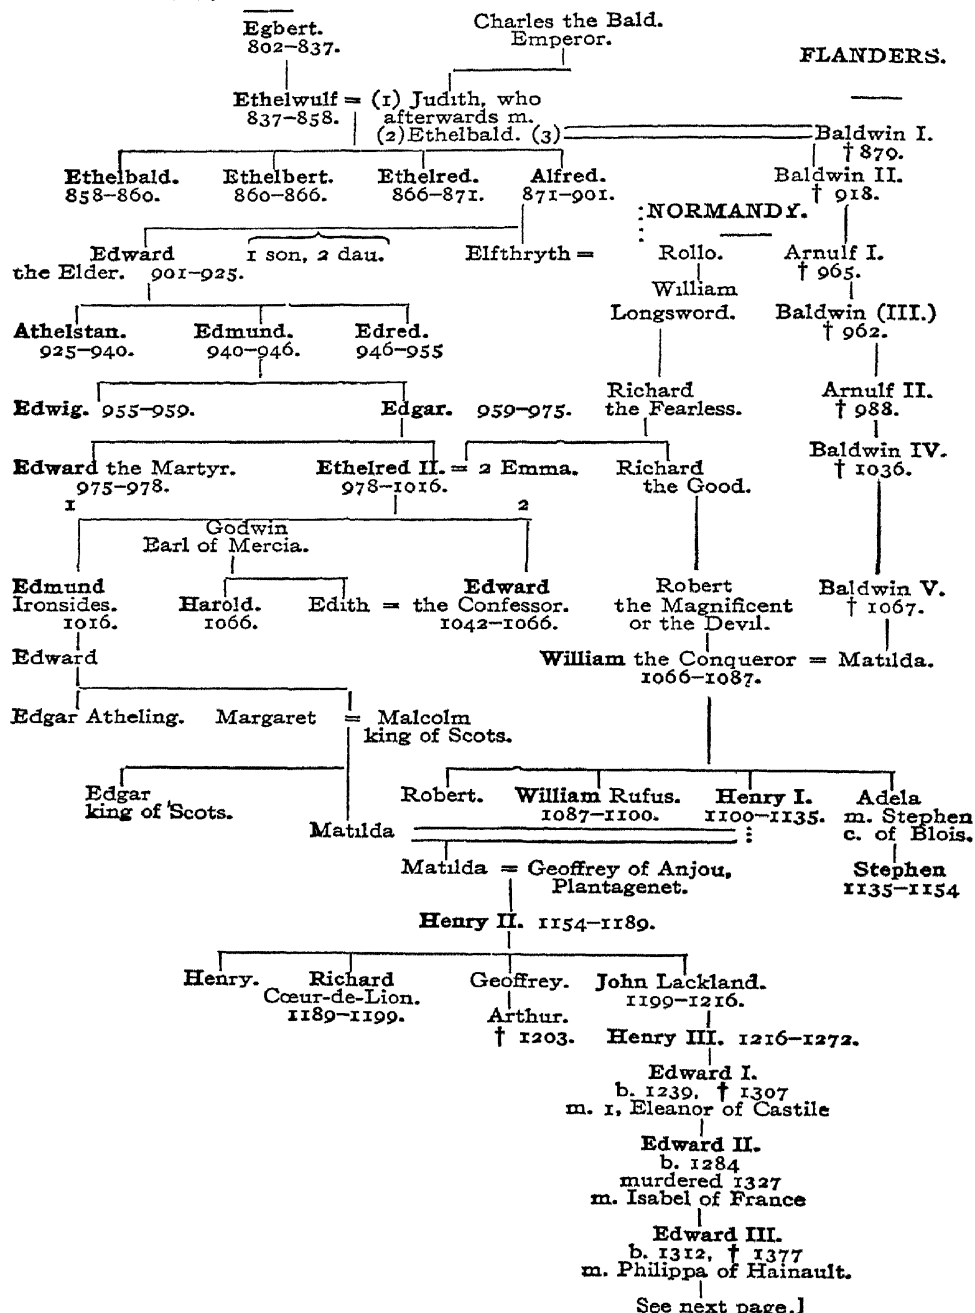 Egbert.
802–837.
Charles the Bald.
Emperor.
FLANDERS.
Ethelwulf = (1) Judith, who
837–858. afterwards m.
(2) Ethelbald. (3)
Baldwin I.
† 879.
Ethelbald. Ethelbert. Ethelred. Alfred. Baldwin II.
858–860. 860–866. 866–871. 871–901. † 918.
NORMANDY.
Edward 1 son, 2 dau. Elfthryth = Rollo. Arnulf I.
the Elder. 901–925. † 965.
William
Longsword. Baldwin (III.)
† 962.
Athelstan. Edmund. Edred.
925–940. 940–946. 946–955
Richard Arnulf II.
Edwig. 955–959. Edgar. 959–975. the Fearless. † 988.
Baldwin IV.
† 1036.
Edward the Martyr. Ethelred II. = 2 Emma. Richard
975–978. 978–1016. the Good.
1 2
Godwin
Earl of Mercia.
Edmund Edward Robert Baldwin V.
Ironsides. Harold. Edith = the Confessor. the Magnificent † 1067.
1016. 1066. 1042–1066. or the Devil.
Edward William the Conqueror = Matilda.
1066–1087.
Edgar Atheling. Margaret = Malcolm
king of Scots.
Edgar Robert. William Rufus. Henry I. Adela
king of Scots. 1087–1100. 1100–1135. m. Stephen
Matilda c. of Blois.
Matilda = Geoffrey of Anjou, Stephen
Plantagenet. 1135–1154
Henry II. 1154–1189.
Henry. Richard Geoffrey. John Lackland.
Cœur-de-Lion. 1199–1216.
1189–1199. Arthur.
† 1203. Henry III. 1216–1272.
Edward I.
b. 1239, † 1307
m. 1, Eleanor of Castile
Edward II.
b. 1284
murdered 1327
m. Isabel of France
Edward III.
b. 1312, † 1377
m. Philippa of Hainault.
See next page.]